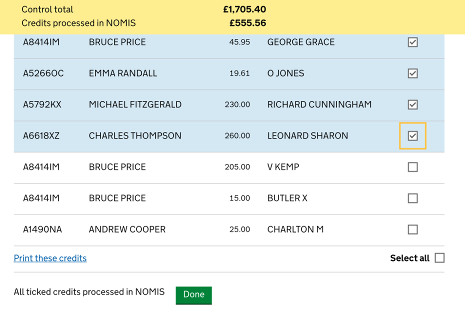 Control total £1,705.40
Credits processed in NOMIS £555.56
A8414IM BRUCE PRICE 45.95 GEORGE GRACE
A5266OC EMMA RANDALL 19.61 O JONES
A5792KX MICHAEL FITZGERALD 230.00 RICHARD CUNNINGHAM
A6618XZ CHARLES THOMPSON 260.00 LEONARD SHARON
A8414IM BRUCE PRICE 205.00 V KEMP
A8414IM BRUCE PRICE 15.00 BUTLER X
A1490NA ANDREW COOPER 25.00 CHARLTON M
Print these credits Select all
All ticked credits processed in NOMIS Done